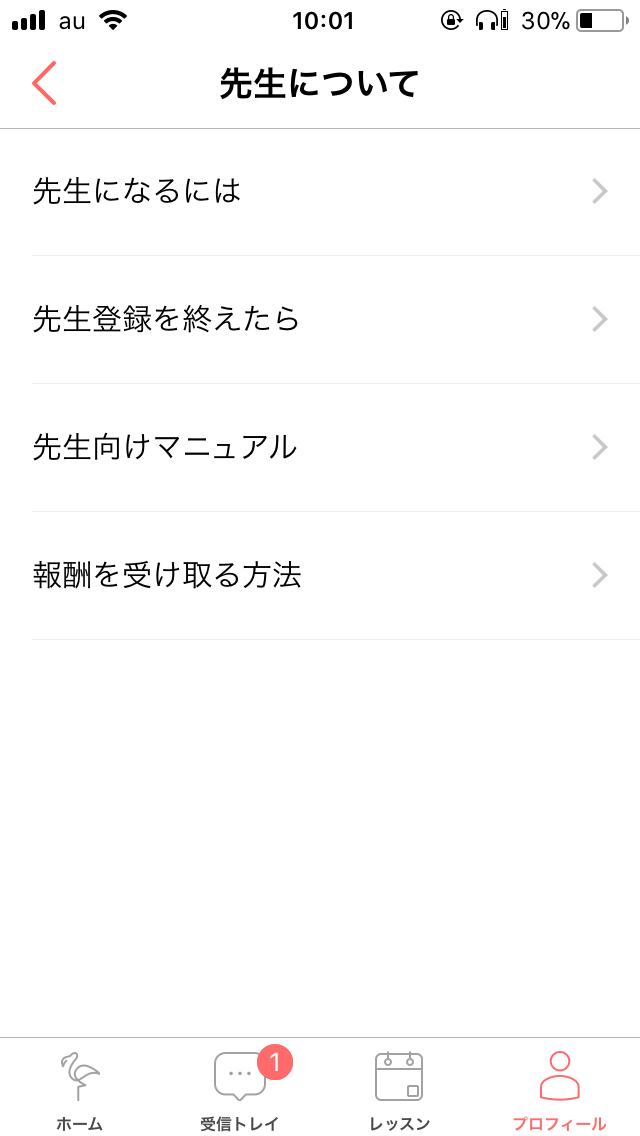 au 10:01 30%
先生について
先生になるには
先生登録を終えたら
先生向けマニュアル
報酬を受け取る方法
1
ホーム 受信トレイ レッスン プロフィール